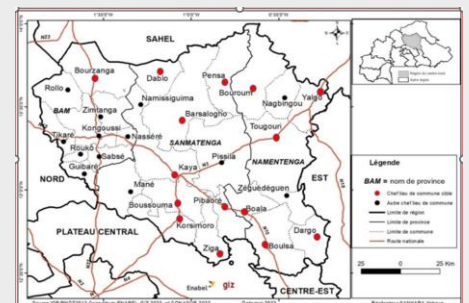 SAHEL
N23
Bourzanga
Dablo
Pensa
Bouroum
Yalgo
Rollo
Nagbingou
BAM
Namissiguima
Zimtanga
Barsalogho
Kongoussi
Tougouri
Tikaré
Nasséré
SANMATENGA
Rouko
Sabsé
Pissila
NAMENTENGA
Guibaré
Kaya
N3
NORD
Mané
Zéguédéguen
EST
Boussouma
Pibaoré
Boala
Korsimoro
PLATEAU CENTRAL
Dargo
Ziga
Boulsa
CENTRE-EST
Enabel
giz
Légende
BAM = nom de province
Chef lieu de commune cible
Autre chef lieu de commune
Limite de région
Limite de province
Limite de commune
Route nationale
25 0 25 Km